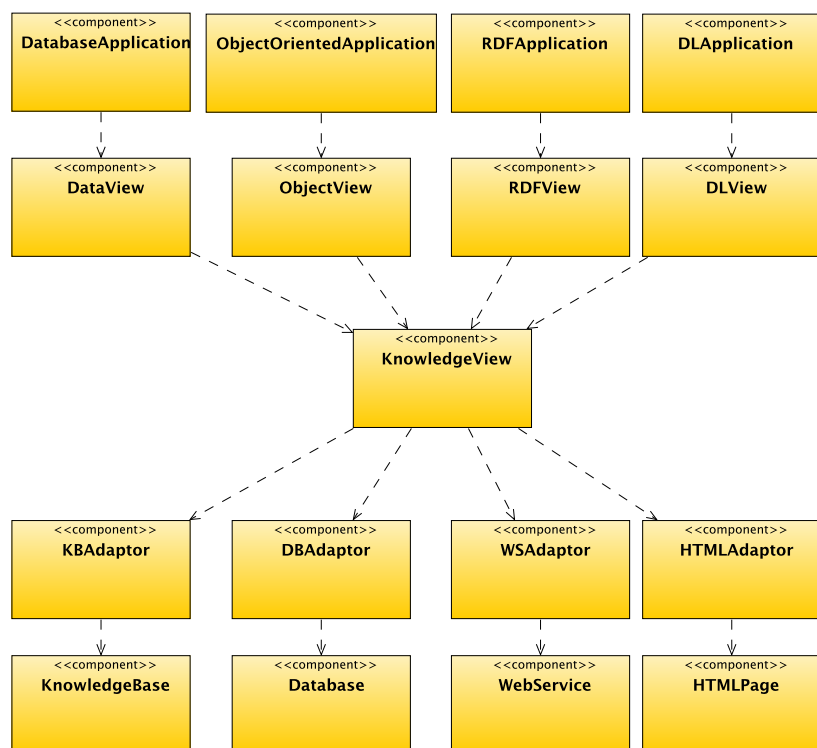 <<component>>
DatabaseApplication
<<component>>
ObjectOrientedApplication
<<component>>
RDFApplication
<<component>>
DLApplication
<<component>>
DataView
<<component>>
ObjectView
<<component>>
RDFView
<<component>>
DLView
<<component>>
KnowledgeView
<<component>>
KBAdaptor
<<component>>
DBAdaptor
<<component>>
WSAdaptor
<<component>>
HTMLAdaptor
<<component>>
KnowledgeBase
<<component>>
Database
<<component>>
WebService
<<component>>
HTMLPage